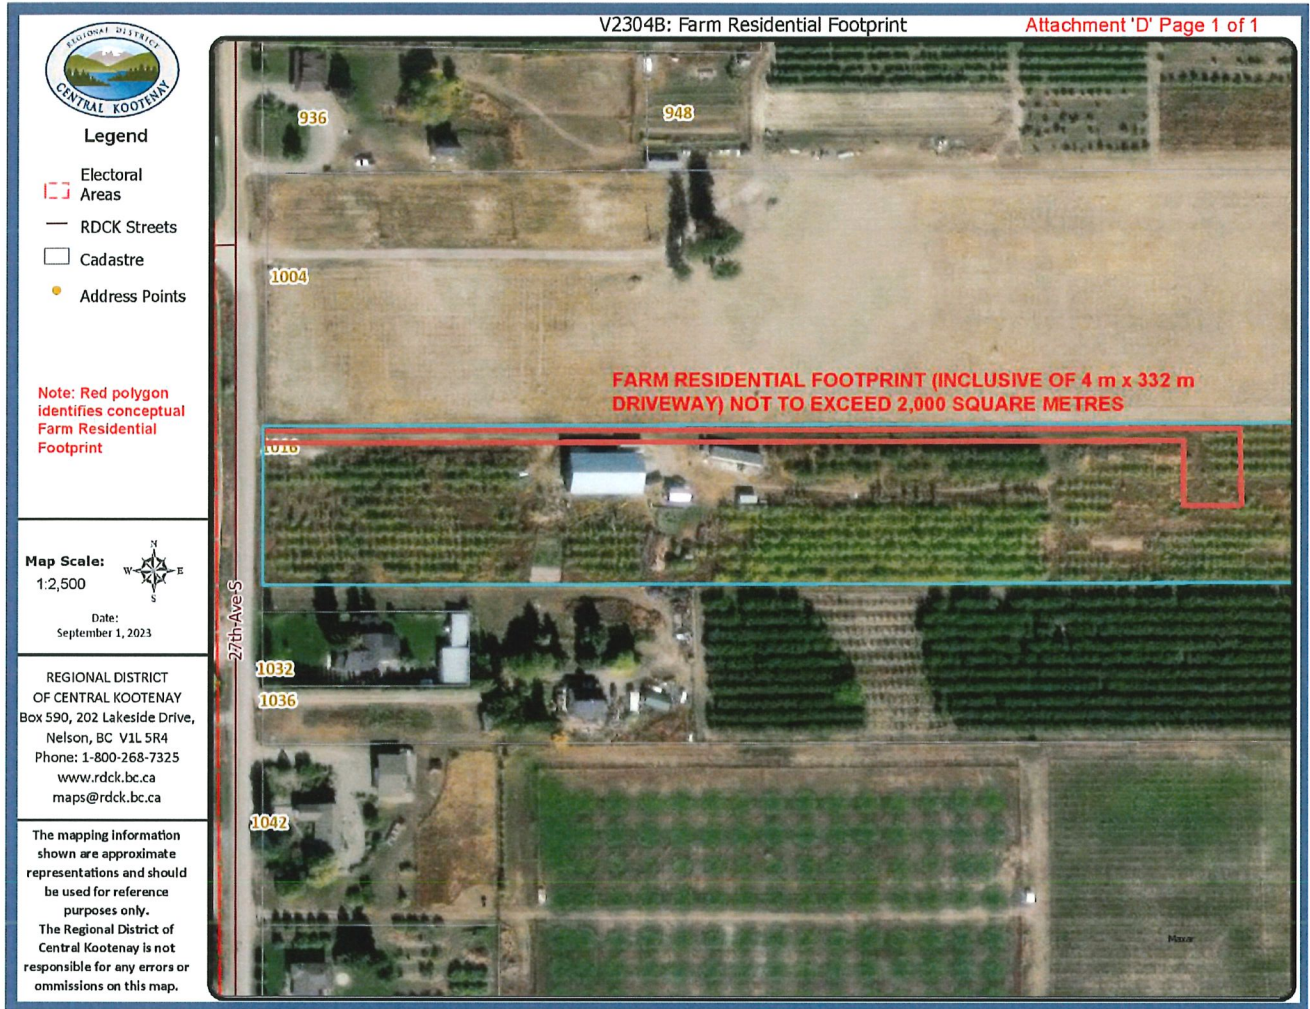 V2304B: Farm Residential Footprint
Attachment 'D' Page 1 of 1
REGIONAL DISTRICT
CENTRAL KOOTENAY
Legend
Electoral
Areas
RDCK Streets
Cadastre
Address Points
Note: Red polygon
identifies conceptual
Farm Residential
Footprint
Map Scale:
1:2,500
N
W E
S
Date:
September 1, 2023
REGIONAL DISTRICT
OF CENTRAL KOOTENAY
Box 590, 202 Lakeside Drive,
Nelson, BC V1L 5R4
Phone: 1-800-268-7325
www.rdck.bc.ca
maps@rdck.bc.ca
The mapping information
shown are approximate
representations and should
be used for reference
purposes only.
The Regional District of
Central Kootenay is not
responsible for any errors or
ommissions on this map.
936
948
1004
FARM RESIDENTIAL FOOTPRINT (INCLUSIVE OF 4 m x 332 m
DRIVEWAY) NOT TO EXCEED 2,000 SQUARE METRES
1016
27th Ave S
1032
1036
1042
Maxar